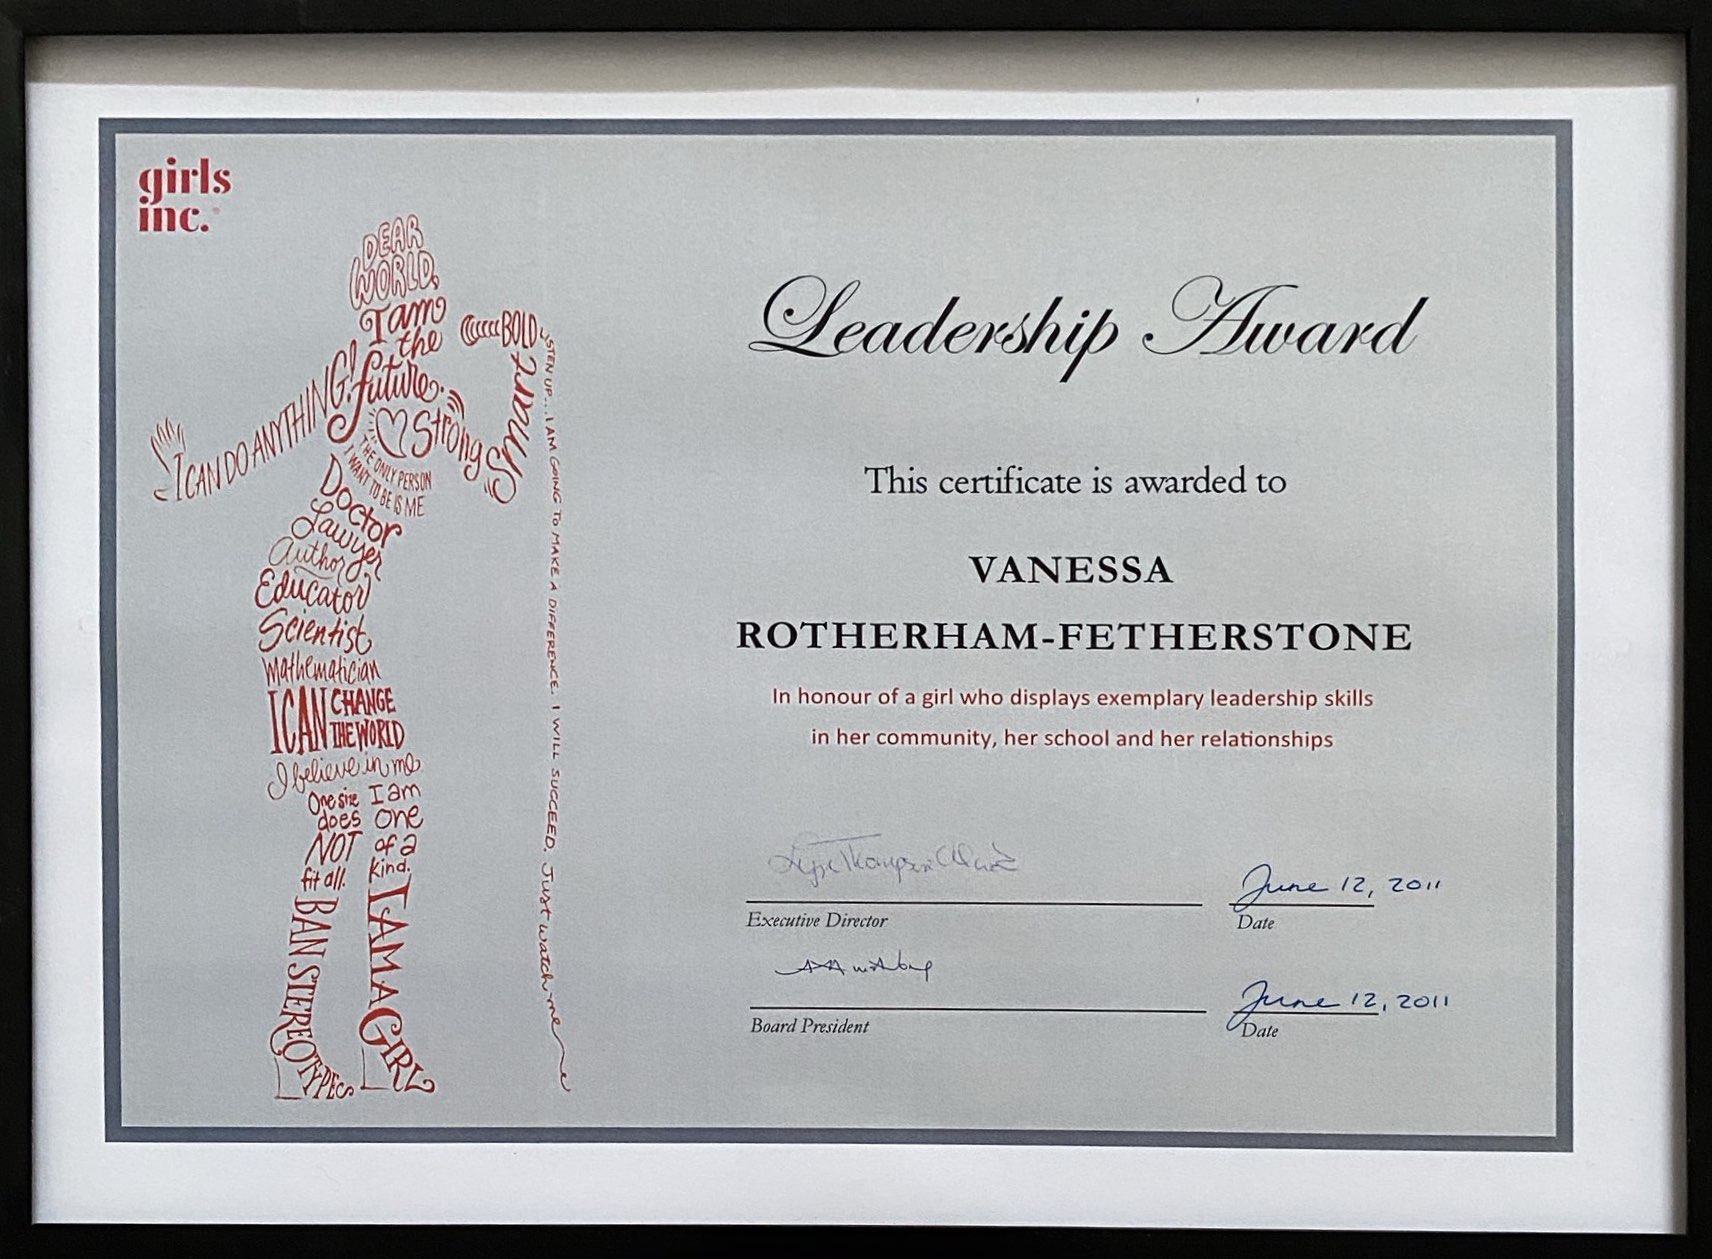 girls
inc.
DEAR
WORLD,
I am
the
future.
I CAN DO ANYTHING!
Strong
Smart
BOLD
THE ONLY PERSON
I WANT TO BE IS ME
Doctor
Lawyer
Author
Educator
Scientist
Mathematician
I CAN CHANGE
THE WORLD
I believe in me
One size
does
NOT
fit all.
I am
one
of a
kind.
BAN STEREOTYPES
I AM A GIRL
LISTEN UP... I AM GOING TO MAKE A DIFFERENCE. I WILL SUCCEED. Just watch me
Leadership Award
This certificate is awarded to
VANESSA
ROTHERHAM-FETHERSTONE
In honour of a girl who displays exemplary leadership skills
in her community, her school and her relationships
June 12, 2011
Executive Director
Date
June 12, 2011
Board President
Date